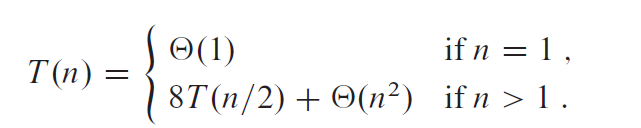 T(n) = { Θ(1) if n = 1 ,
8T(n/2) + Θ(n²) if n > 1 .